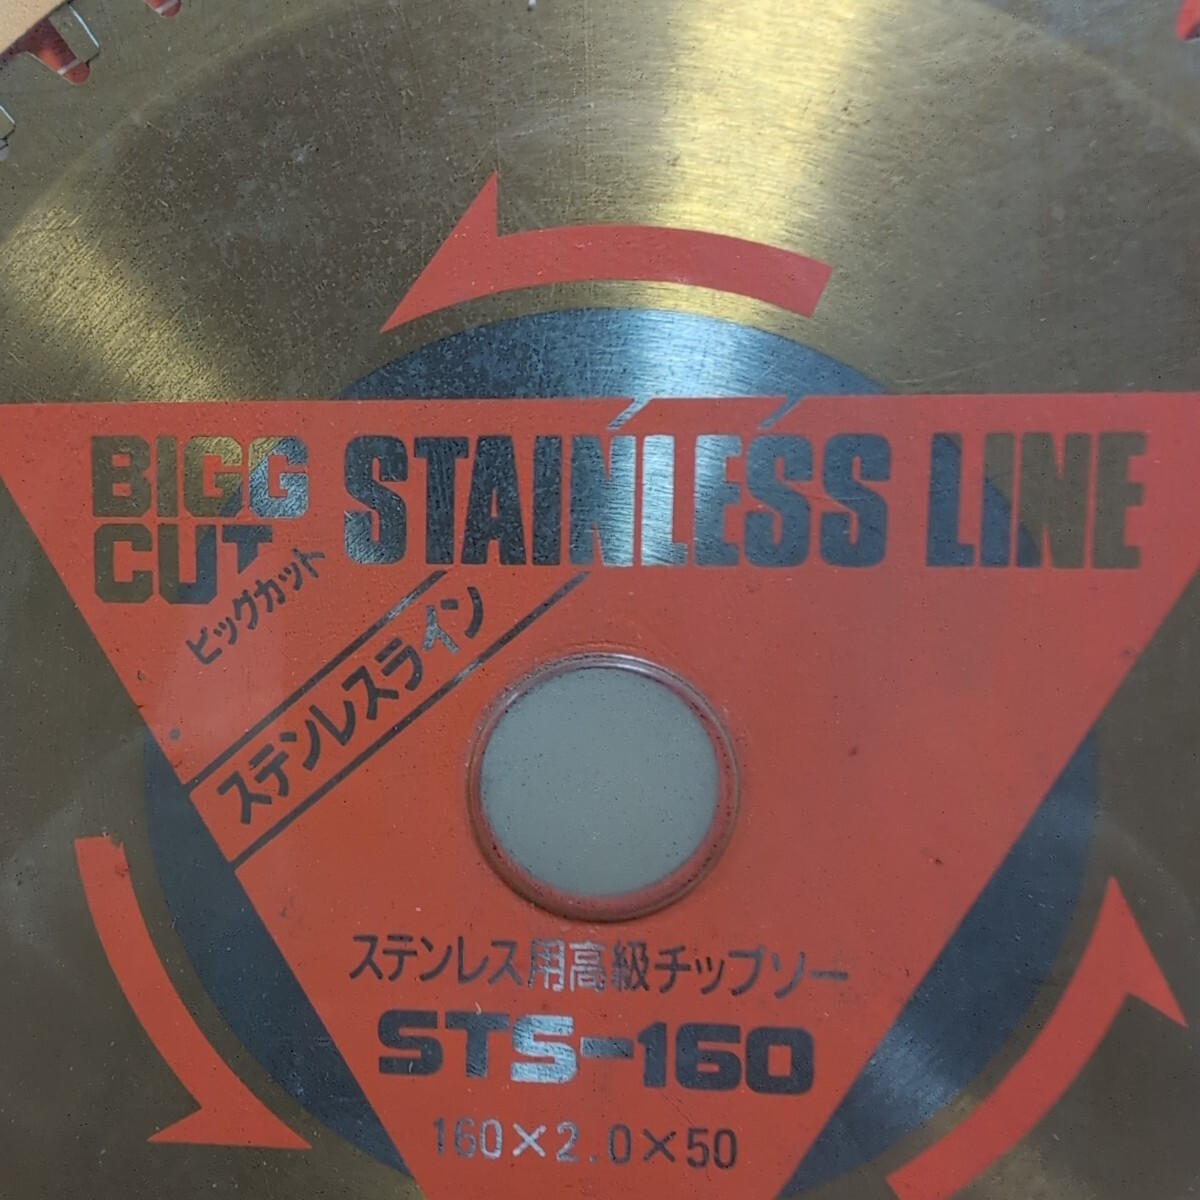 BIGG
CUT
ビッグカット
STAINLESS LINE
ステンレスライン
ステンレス用高級チップソー
STS-160
160×2.0×50